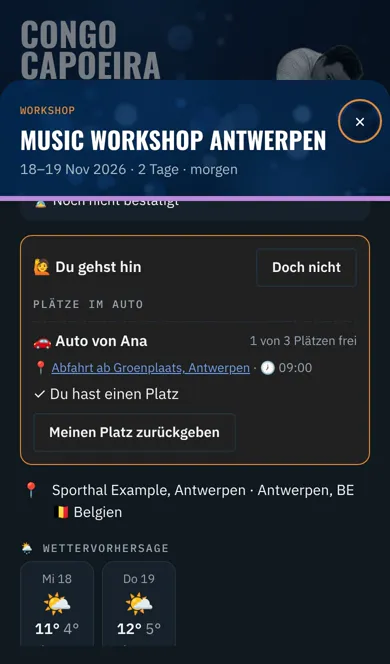 CONGO
CAPOEIRA
WORKSHOP
MUSIC WORKSHOP ANTWERPEN
18–19 Nov 2026 · 2 Tage · morgen
Noch nicht bestätigt
Du gehst hin
Doch nicht
PLÄTZE IM AUTO
Auto von Ana
1 von 3 Plätzen frei
Abfahrt ab Groenplaats, Antwerpen · 09:00
✓ Du hast einen Platz
Meinen Platz zurückgeben
Sporthal Example, Antwerpen · Antwerpen, BE
Belgien
WETTERVORHERSAGE
Mi 18
Do 19
11° 4°
12° 5°